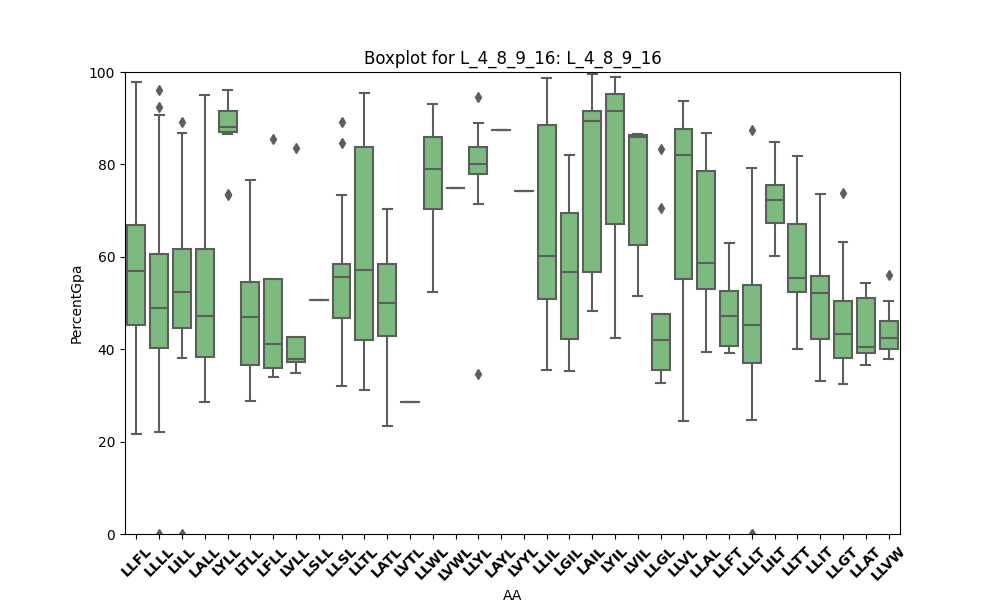 Boxplot for L_4_8_9_16: L_4_8_9_16
100
80
60
40
20
0
PercentGpa
LLFL LLLL LILL LALL LYLL LTLL LFLL LVLL LSLL LLSL LLTL LATL LVTL LLWL LVWL LLYL LAYL LVYL LLIL LGIL LAIL LYIL LVIL LLGL LLVL LLAL LLFT LLLT LILT LLTT LLIT LLGT LLAT LLVW
AA